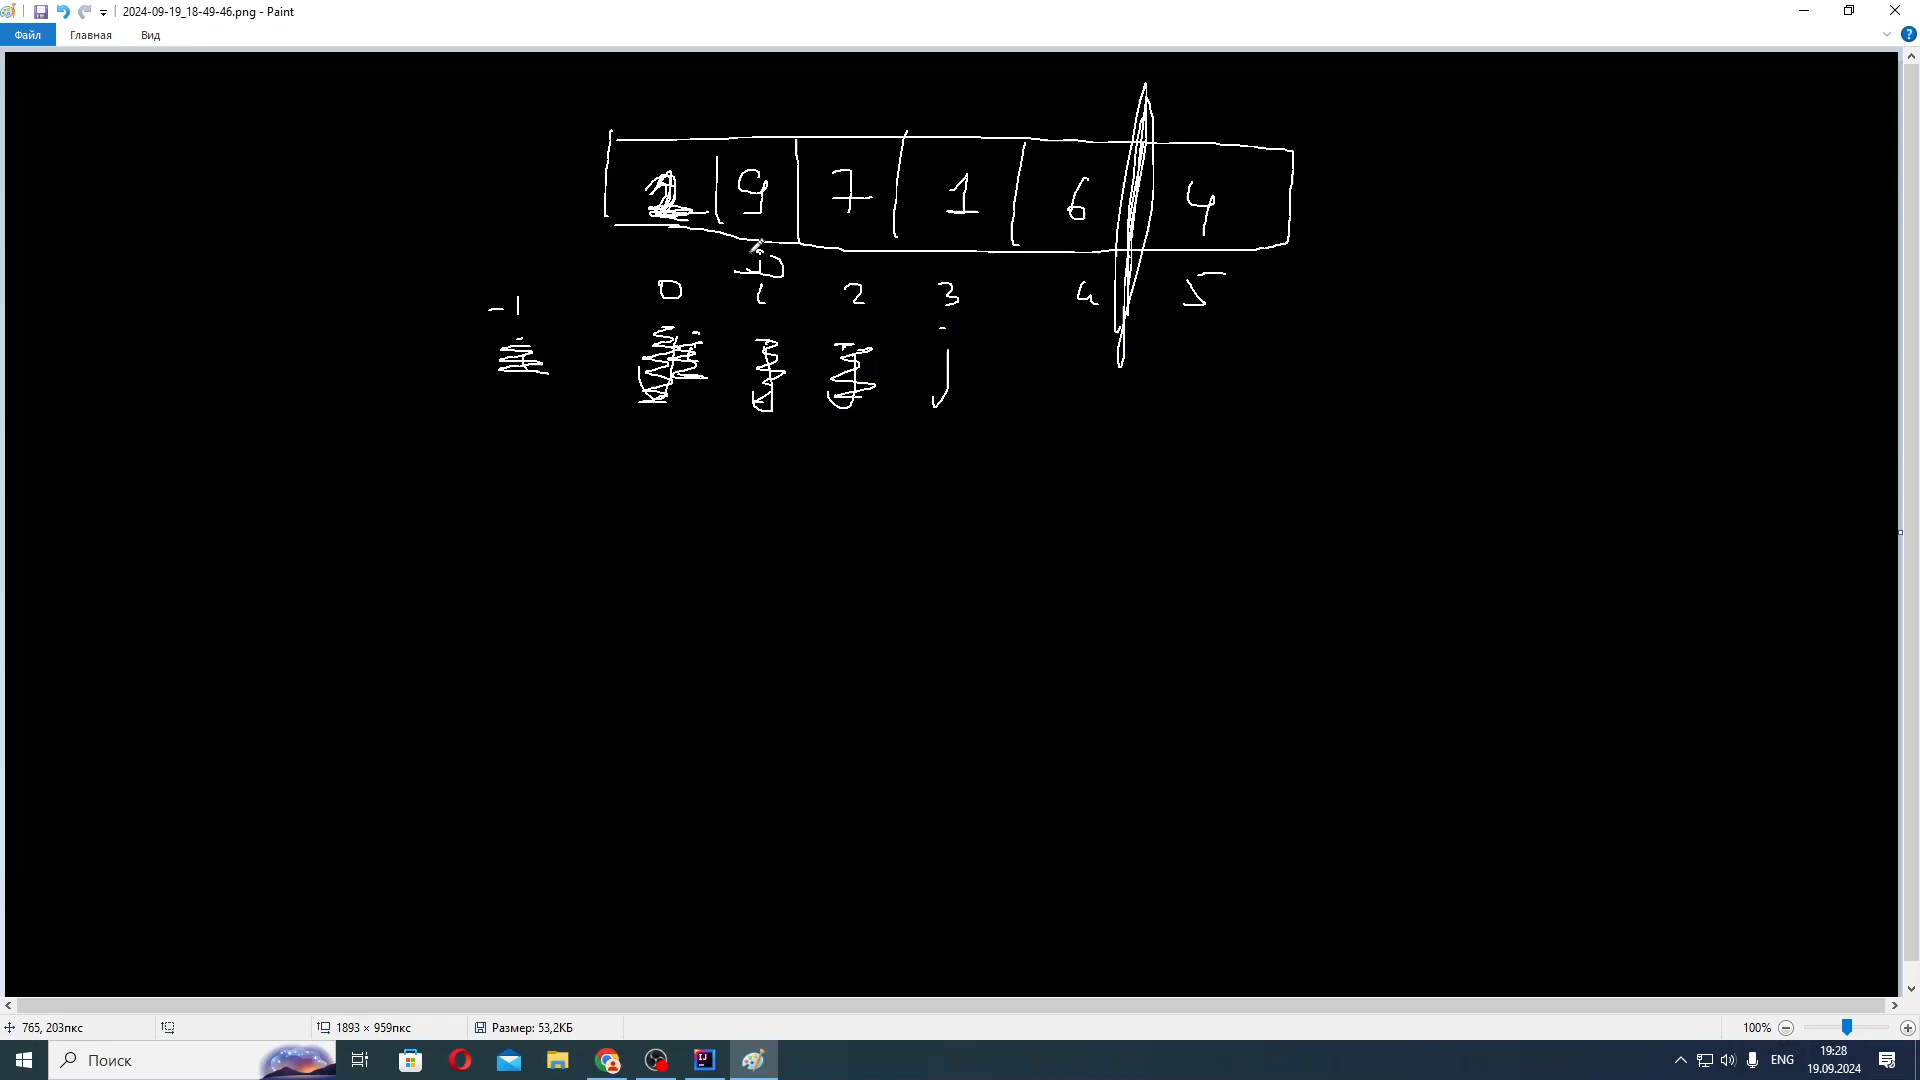 2024-09-19_18-49-46.png - Paint
Файл Главная Вид
9 7 1 6 4
-1 0 1 2 3 4 5
j
765, 203пкс 1893 × 959пкс Размер: 53,2КБ 100%
Поиск ENG 19:28
19.09.2024